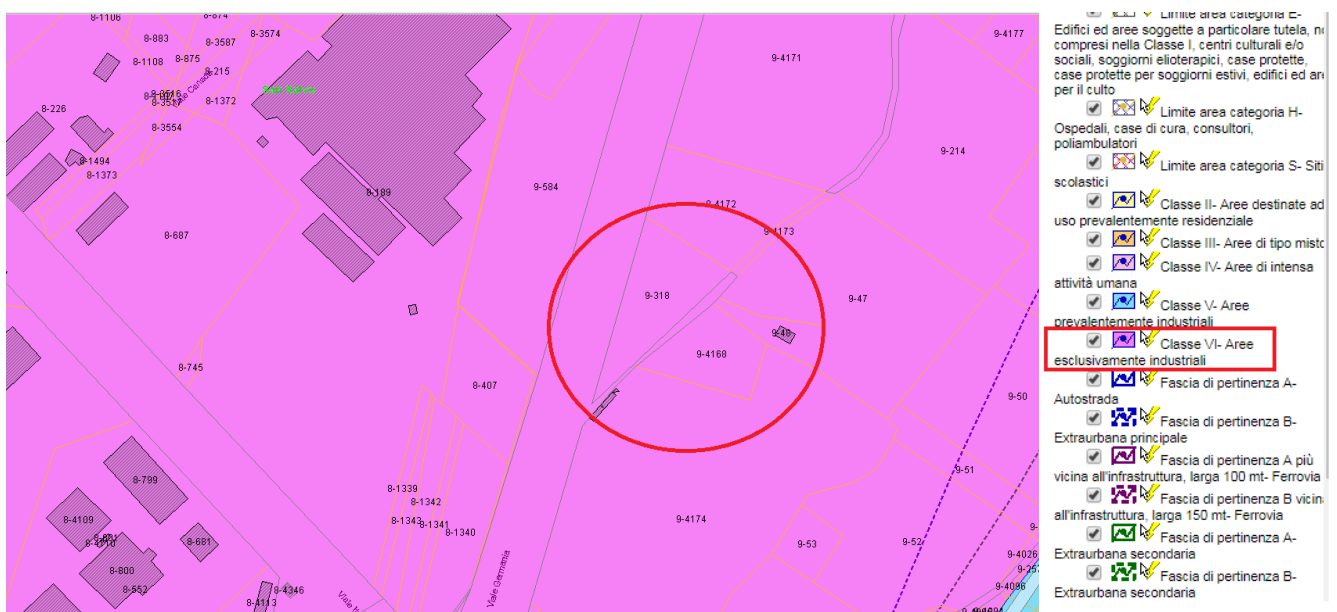 8-1106
8-874
8-883
8-3587
8-3574
8-1108
8-875
8-215
8-3516
8-3537
8-1372
San Salvo
8-226
8-3554
8-1494
8-1373
8-189
8-687
9-584
9-4171
9-4177
9-214
9-4172
9-4173
9-318
9-47
9-48
9-4168
8-745
8-407
9-50
9-51
8-799
8-1339
8-1342
8-1343
8-1341
8-1340
9-4174
9-53
9-52
8-4109
8-681
8-800
8-552
8-4346
8-4113
Viale Germania
9-4026
9-4096
Limite area categoria E-
Edifici ed aree soggette a particolare tutela, no
compresi nella Classe I, centri culturali e/o
sociali, soggiorni elioterapici, case protette,
case protette per soggiorni estivi, edifici ed are
per il culto
Limite area categoria H-
Ospedali, case di cura, consultori,
poliambulatori
Limite area categoria S- Siti
scolastici
Classe II- Aree destinate ad
uso prevalentemente residenziale
Classe III- Aree di tipo misto
Classe IV- Aree di intensa
attività umana
Classe V- Aree
prevalentemente industriali
Classe VI- Aree
esclusivamente industriali
Fascia di pertinenza A-
Autostrada
Fascia di pertinenza B-
Extraurbana principale
Fascia di pertinenza A più
vicina all'infrastruttura, larga 100 mt- Ferrovia
Fascia di pertinenza B vicina
all'infrastruttura, larga 150 mt- Ferrovia
Fascia di pertinenza A-
Extraurbana secondaria
Fascia di pertinenza B-
Extraurbana secondaria